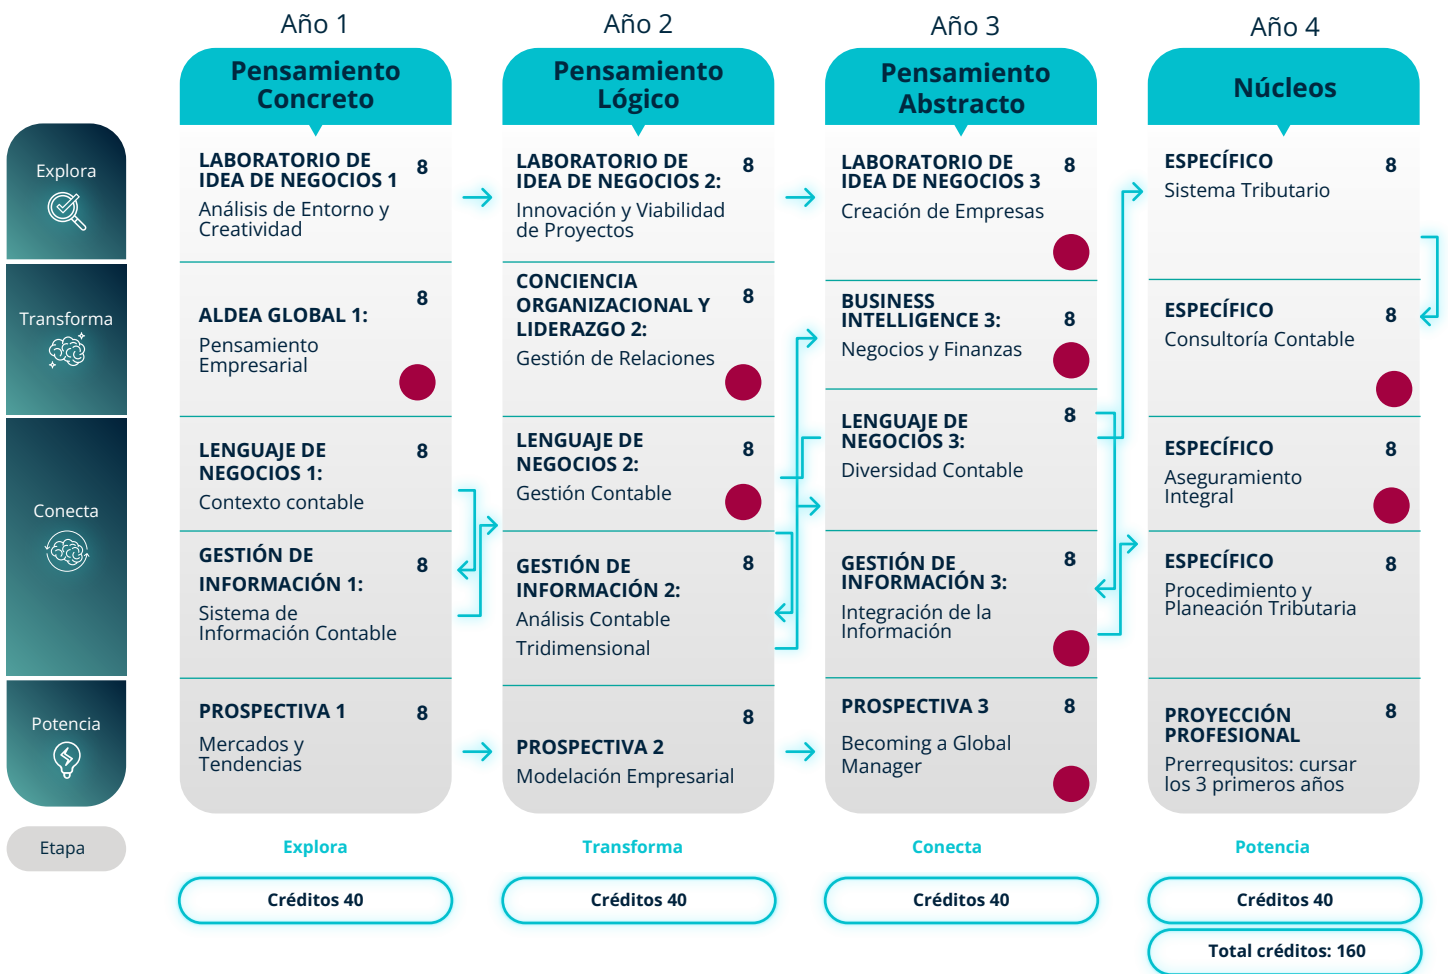 Año 1
Año 2
Año 3
Año 4
Pensamiento
Concreto
Pensamiento
Lógico
Pensamiento
Abstracto
Núcleos
Explora
Transforma
Conecta
Potencia
Etapa
LABORATORIO DE
IDEA DE NEGOCIOS 1
8
Análisis de Entorno y
Creatividad
ALDEA GLOBAL 1:
8
Pensamiento
Empresarial
LENGUAJE DE
NEGOCIOS 1:
8
Contexto contable
GESTIÓN DE
INFORMACIÓN 1:
8
Sistema de
Información Contable
PROSPECTIVA 1
8
Mercados y
Tendencias
Explora
Créditos 40
LABORATORIO DE
IDEA DE NEGOCIOS 2:
8
Innovación y Viabilidad
de Proyectos
CONCIENCIA
ORGANIZACIONAL Y
LIDERAZGO 2:
8
Gestión de Relaciones
LENGUAJE DE
NEGOCIOS 2:
8
Gestión Contable
GESTIÓN DE
INFORMACIÓN 2:
8
Análisis Contable
Tridimensional
8
PROSPECTIVA 2
Modelación Empresarial
Transforma
Créditos 40
LABORATORIO DE
IDEA DE NEGOCIOS 3
8
Creación de Empresas
BUSINESS
INTELLIGENCE 3:
8
Negocios y Finanzas
LENGUAJE DE
NEGOCIOS 3:
8
Diversidad Contable
GESTIÓN DE
INFORMACIÓN 3:
8
Integración de la
Información
PROSPECTIVA 3
8
Becoming a Global
Manager
Conecta
Créditos 40
ESPECÍFICO
8
Sistema Tributario
ESPECÍFICO
8
Consultoría Contable
ESPECÍFICO
8
Aseguramiento
Integral
ESPECÍFICO
8
Procedimiento y
Planeación Tributaria
PROYECCIÓN
PROFESIONAL
8
Prerrequsitos: cursar
los 3 primeros años
Potencia
Créditos 40
Total créditos: 160